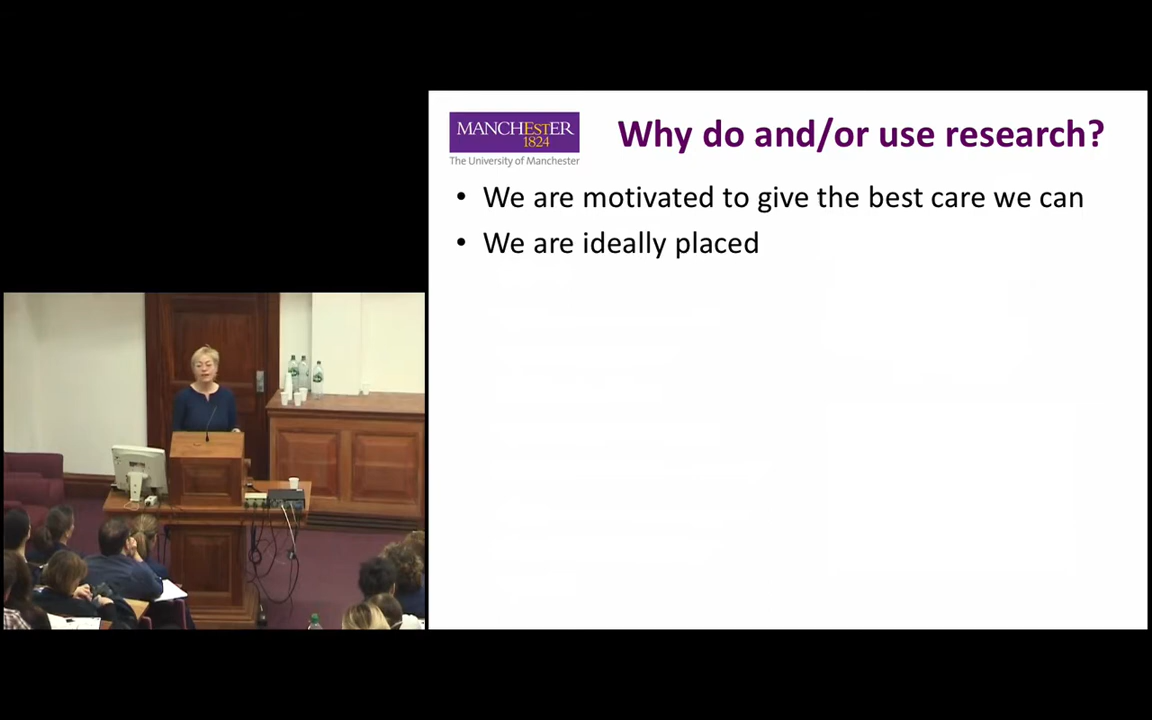 MANCHESTER
1824
The University of Manchester
Why do and/or use research?
• We are motivated to give the best care we can
• We are ideally placed